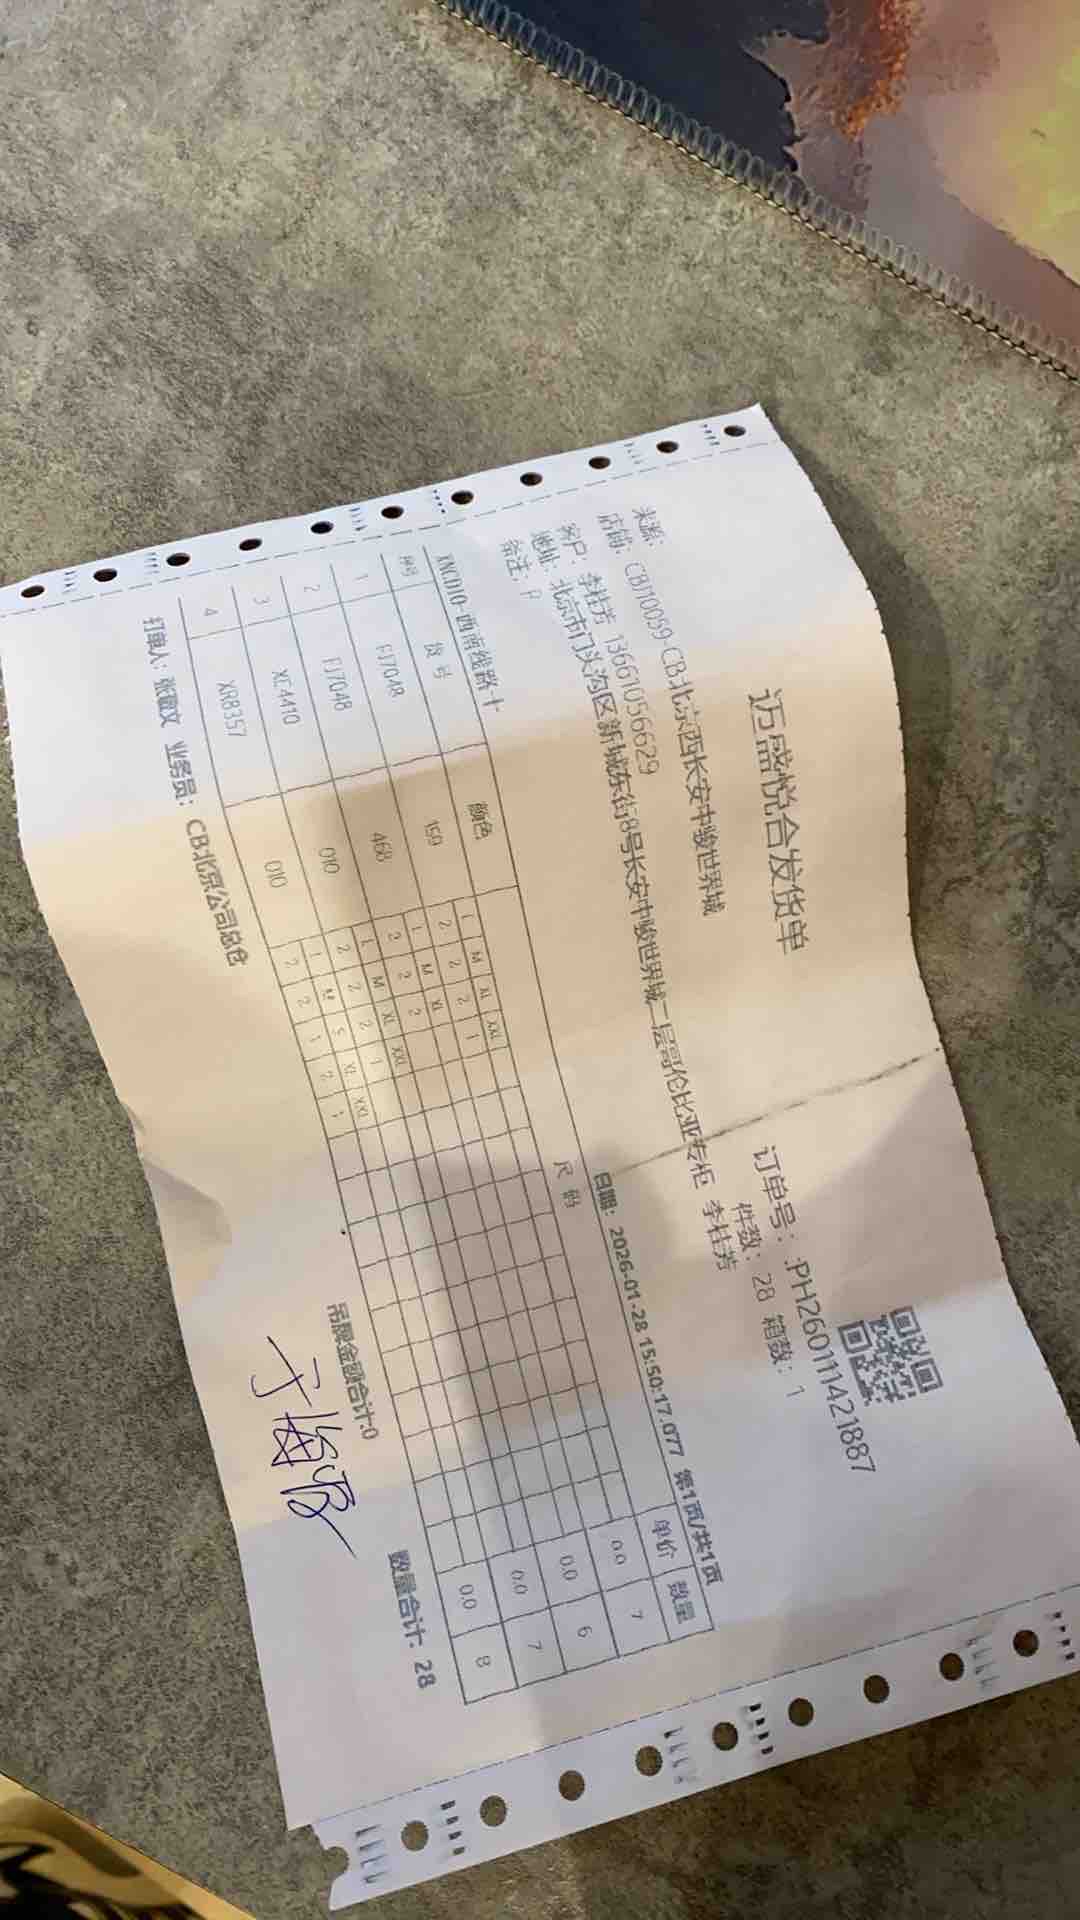 迈盛悦合发货单
订单号: :PH260111421887
来源:
件数: 28 箱数: 1
店铺: CBJ10059-CB北京西长安中骏世界城
客户: 李桂芳 13661056629
地址: 北京市门头沟区新城东街8号长安中骏世界城二层哥伦比亚专柜 李桂芳
备注: P
日期: 2026-01-28 15:50:17.077 第1页/共1页
XNCD10-西南线路十
序号 货号 颜色 尺码 单价 数量
L M XL XXL
1 FJ7048 159 2 2 2 1 0.0 7
L M XL
2 FJ7048 468 2 2 2 0.0 6
L M XL XXL
3 XE4410 010 2 2 2 1 0.0 7
L M S XL XXL
4 XR8357 010 2 2 1 2 1 0.0 8
吊牌金额合计:0 数量合计: 28
打单人: 张璇文 业务员: CB北京公司总仓